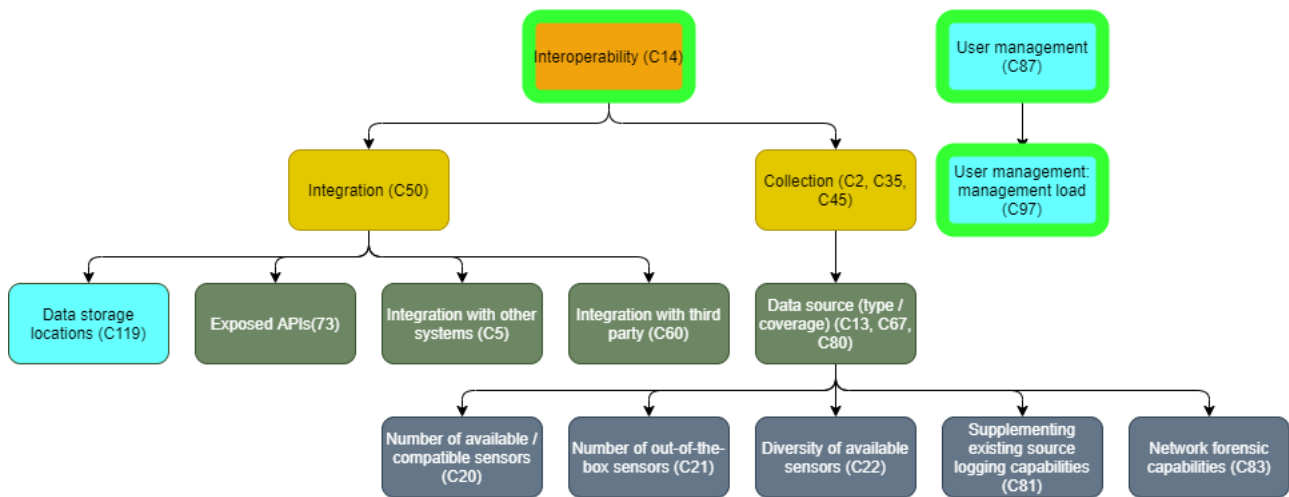 Interoperability (C14)
User management
(C87)
Integration (C50)
Collection (C2, C35,
C45)
User management:
management load
(C97)
Data storage
locations (C119)
Exposed APIs(73)
Integration with other
systems (C5)
Integration with third
party (C60)
Data source (type /
coverage) (C13, C67,
C80)
Number of available /
compatible sensors
(C20)
Number of out-of-the-
box sensors (C21)
Diversity of available
sensors (C22)
Supplementing
existing source
logging capabilities
(C81)
Network forensic
capabilities (C83)